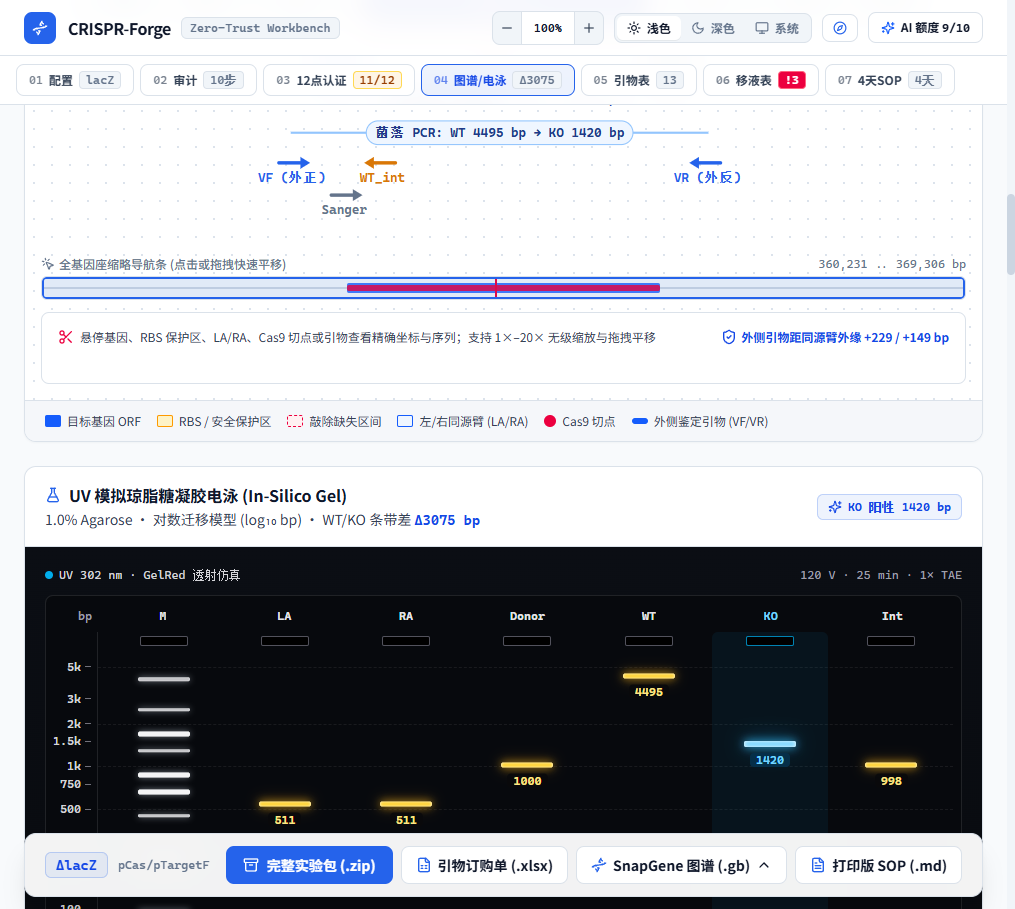 CRISPR-Forge Zero-Trust Workbench − 100% + 浅色 深色 系统 AI 额度 9/10
01 配置 lacZ 02 审计 10步 03 12点认证 11/12 04 图谱/电泳 Δ3075 05 引物表 13 06 移液表 !3 07 4天SOP 4天
菌落 PCR: WT 4495 bp → KO 1420 bp
VF (外正) WT_int VR (外反)
Sanger
全基因座缩略导航条 (点击或拖拽快速平移) 360,231 .. 369,306 bp
悬停基因、RBS 保护区、LA/RA、Cas9 切点或引物查看精确坐标与序列；支持 1×–20× 无级缩放与拖拽平移 外侧引物距同源臂外缘 +229 / +149 bp
目标基因 ORF RBS / 安全保护区 敲除缺失区间 左/右同源臂 (LA/RA) Cas9 切点 外侧鉴定引物 (VF/VR)
UV 模拟琼脂糖凝胶电泳 (In-Silico Gel)
1.0% Agarose • 对数迁移模型 (log₁₀ bp) • WT/KO 条带差 Δ3075 bp
KO 阳性 1420 bp
UV 302 nm · GelRed 透射仿真 120 V · 25 min · 1× TAE
bp M LA RA Donor WT KO Int
5k
4495
3k
2k
1.5k
1420
1k
750 1000 998
500
511 511
ΔlacZ pCas/pTargetF 完整实验包 (.zip) 引物订购单 (.xlsx) SnapGene 图谱 (.gb) 打印版 SOP (.md)
100